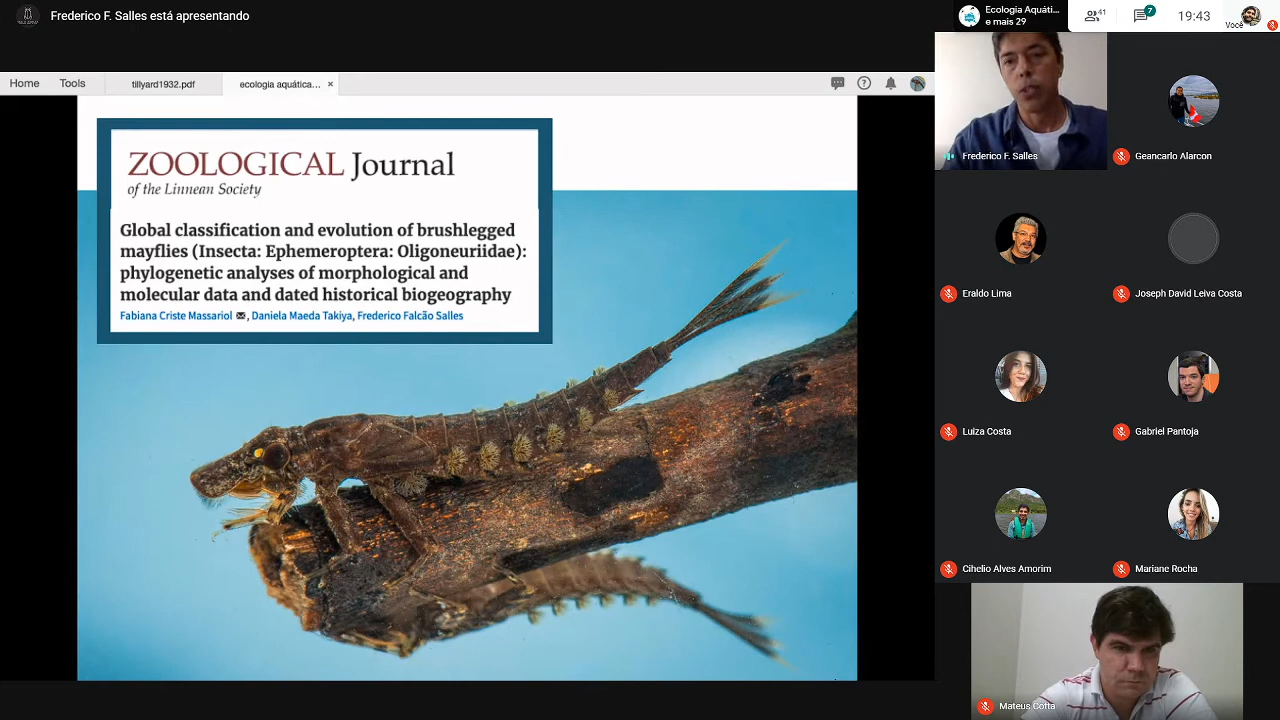 Frederico F. Salles está apresentando
Ecologia Aquáti...
e mais 29
41
7
19:43
Você
Home
Tools
tillyard1932.pdf
ecologia aquática...
ZOOLOGICAL Journal
of the Linnean Society
Global classification and evolution of brushlegged
mayflies (Insecta: Ephemeroptera: Oligoneuriidae):
phylogenetic analyses of morphological and
molecular data and dated historical biogeography
Fabiana Criste Massariol, Daniela Maeda Takiya, Frederico Falcão Salles
Frederico F. Salles
Geancarlo Alarcon
Eraldo Lima
Joseph David Leiva Costa
Luiza Costa
Gabriel Pantoja
Cihelio Alves Amorim
Mariane Rocha
Mateus Cotta